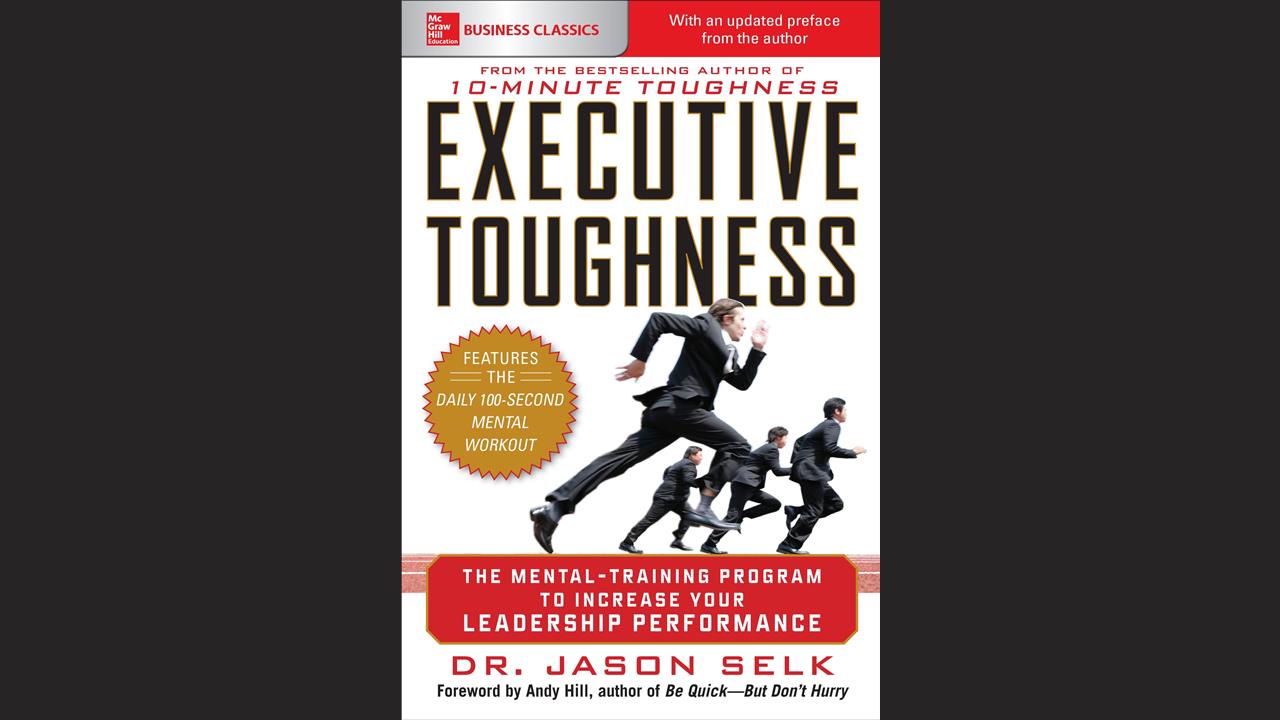 Mc
Graw
Hill
Education
BUSINESS CLASSICS
With an updated preface
from the author
FROM THE BESTSELLING AUTHOR OF
10-MINUTE TOUGHNESS
EXECUTIVE
TOUGHNESS
FEATURES
THE
DAILY 100-SECOND
MENTAL
WORKOUT
THE MENTAL-TRAINING PROGRAM
TO INCREASE YOUR
LEADERSHIP PERFORMANCE
DR. JASON SELK
Foreword by Andy Hill, author of Be Quick—But Don't Hurry